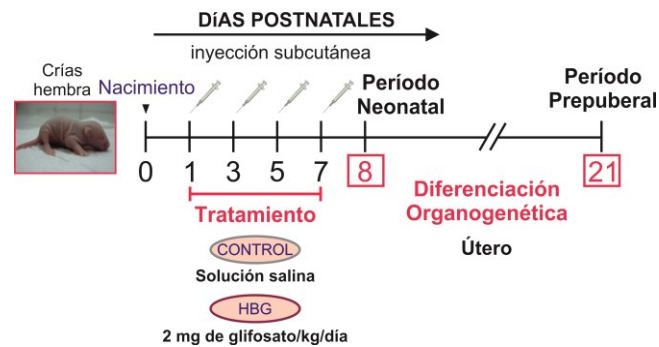 DíAS POSTNATALES
inyección subcutánea
Crías
hembra
Nacimiento
Período
Neonatal
Período
Prepuberal
0 1 3 5 7 8 21
Tratamiento
Diferenciación
Organogenética
Útero
CONTROL
Solución salina
HBG
2 mg de glifosato/kg/día